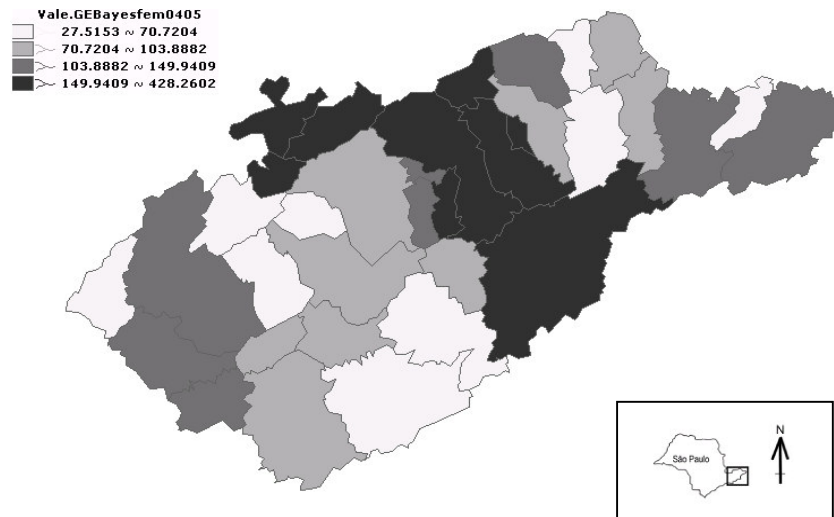 Vale.GEBayesfem0405
27.5153 ~ 70.7204
70.7204 ~ 103.8882
103.8882 ~ 149.9409
149.9409 ~ 428.2602
N
São Paulo